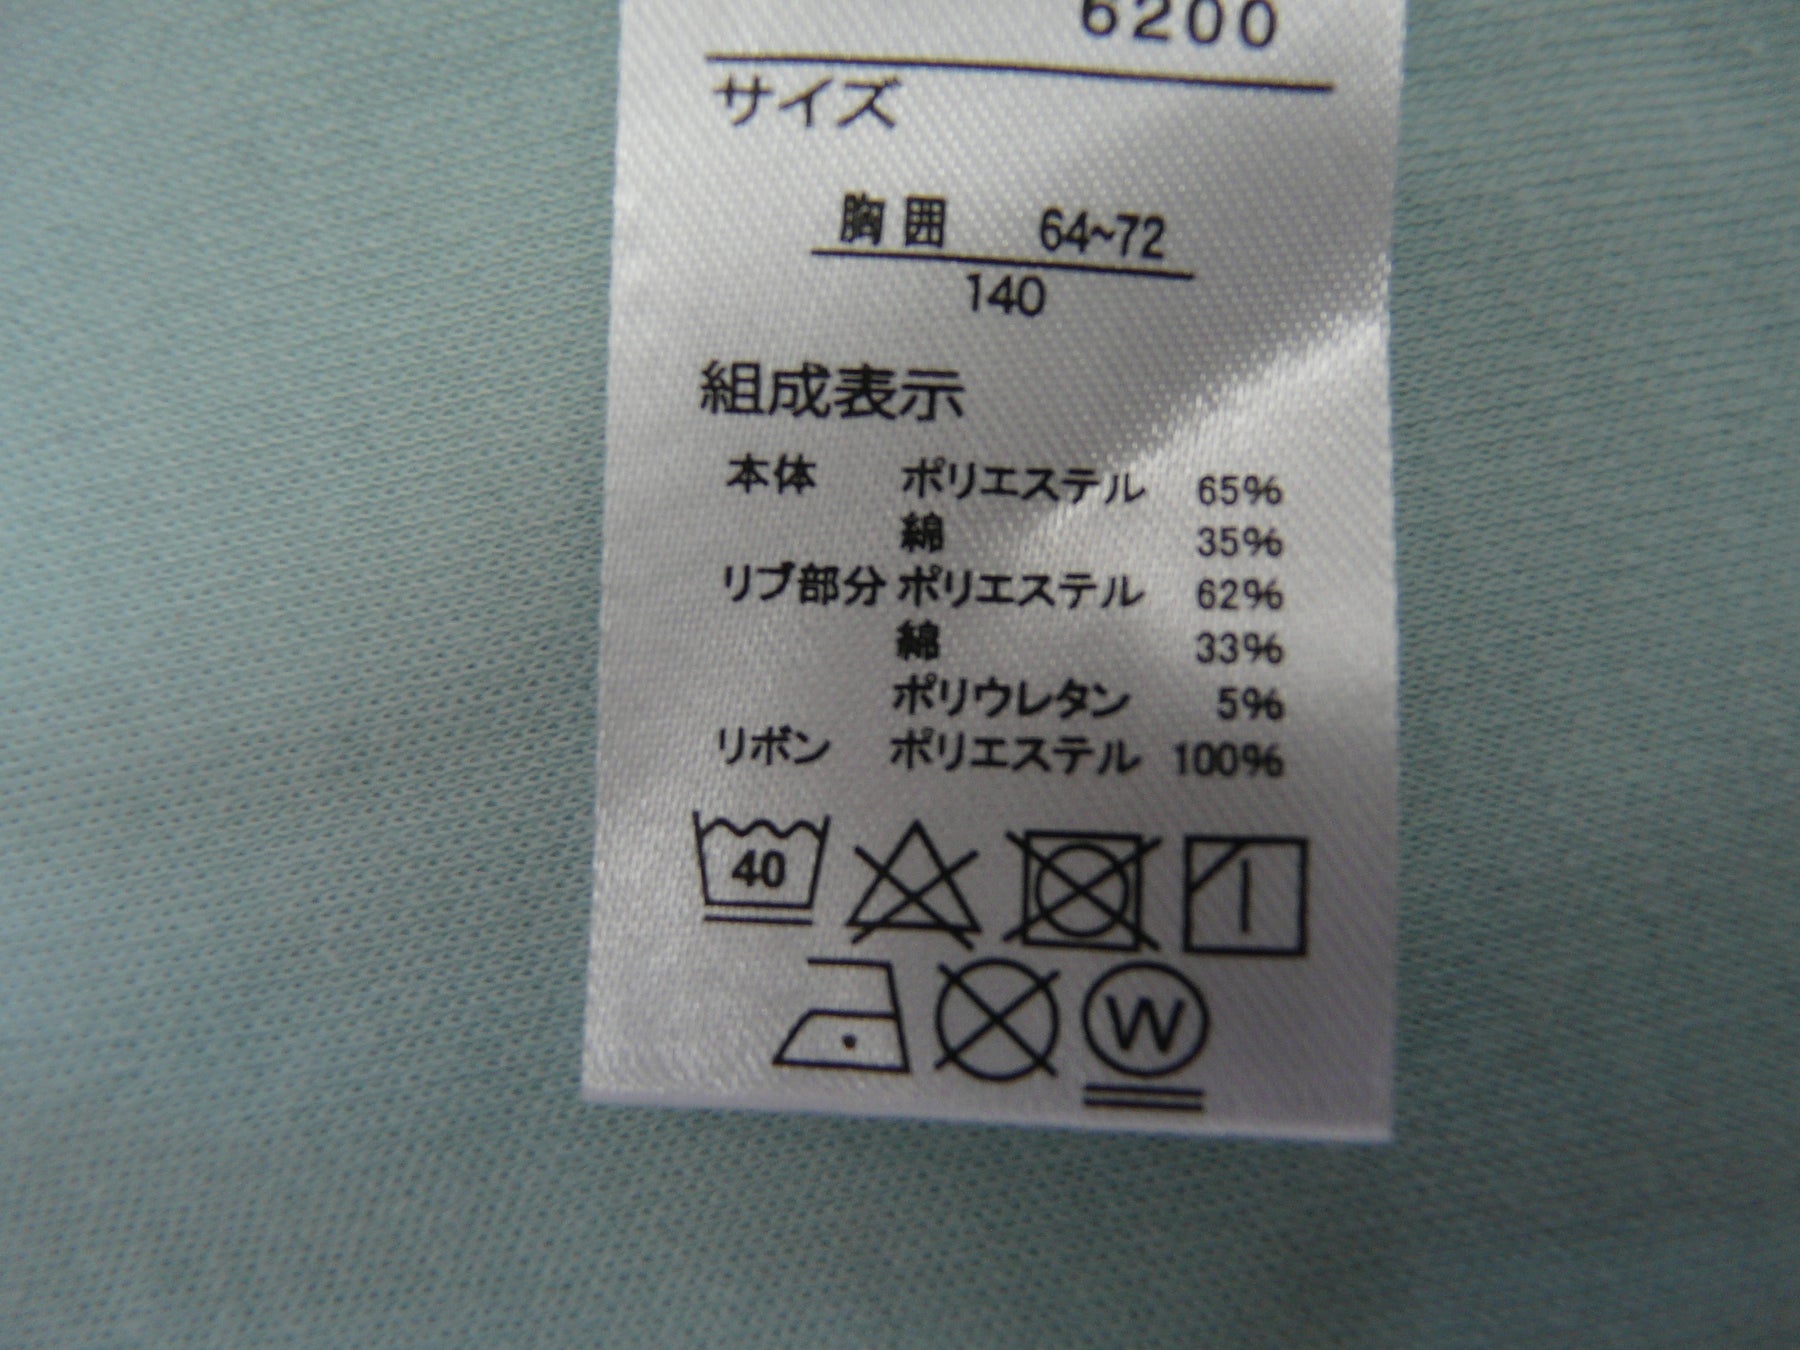 6200
サイズ
胸囲 64~72
140
組成表示
本体 ポリエステル 65%
綿 35%
リブ部分 ポリエステル 62%
綿 33%
ポリウレタン 5%
リボン ポリエステル 100%
40
W